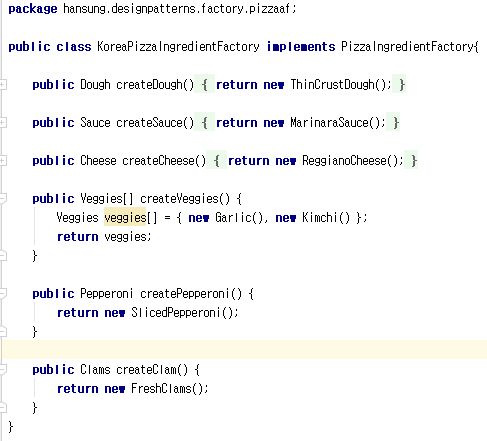 package hansung.designpatterns.factory.pizzaaf;
public class KoreaPizzaIngredientFactory implements PizzaIngredientFactory{
public Dough createDough() { return new ThinCrustDough(); }
public Sauce createSauce() { return new MarinaraSauce(); }
public Cheese createCheese() { return new ReggianoCheese(); }
public Veggies[] createVeggies() {
Veggies veggies[] = { new Garlic(), new Kimchi() };
return veggies;
}
public Pepperoni createPepperoni() {
return new SlicedPepperoni();
}
public Clams createClam() {
return new FreshClams();
}
}